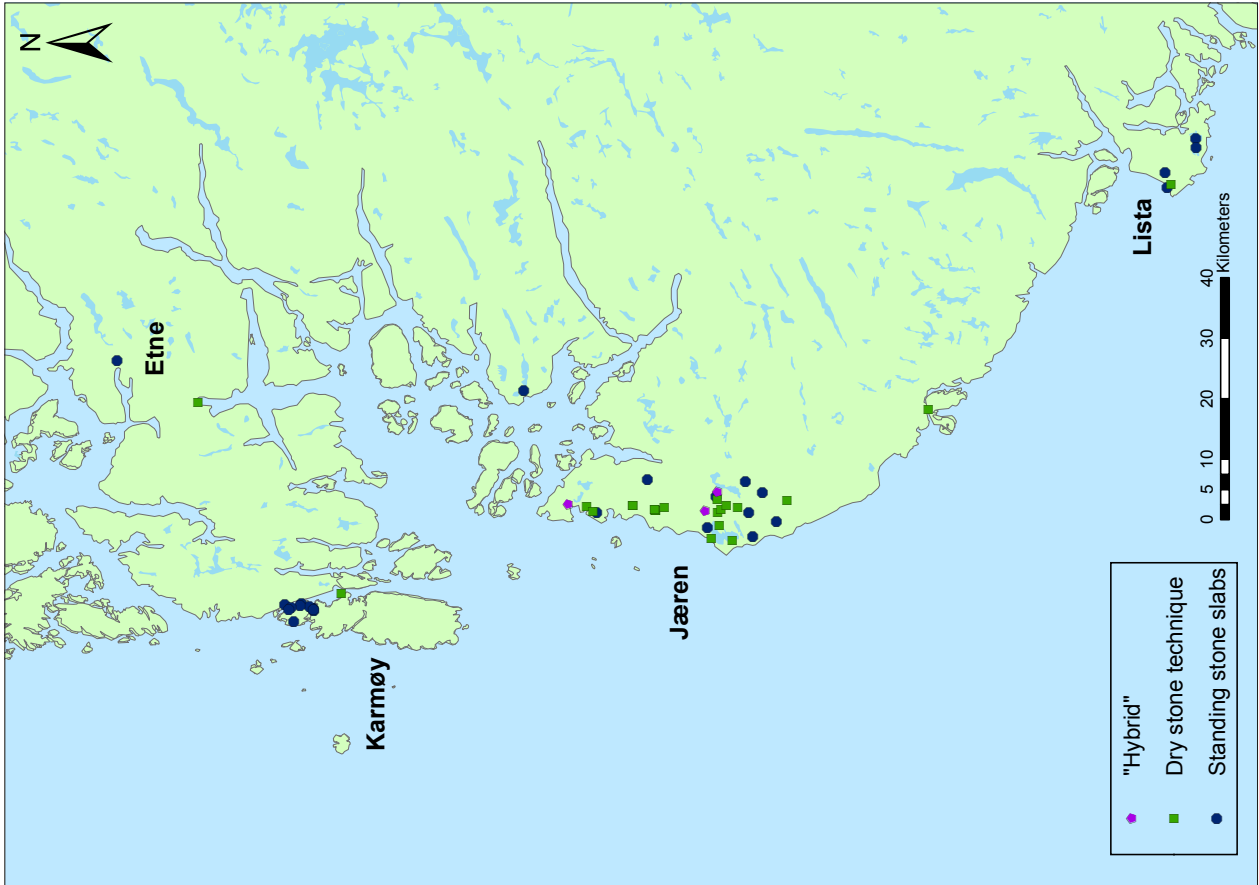 N
Etne
Karmøy
Jæren
Lista
0 5 10 20 30 40
Kilometers
"Hybrid"
Dry stone technique
Standing stone slabs